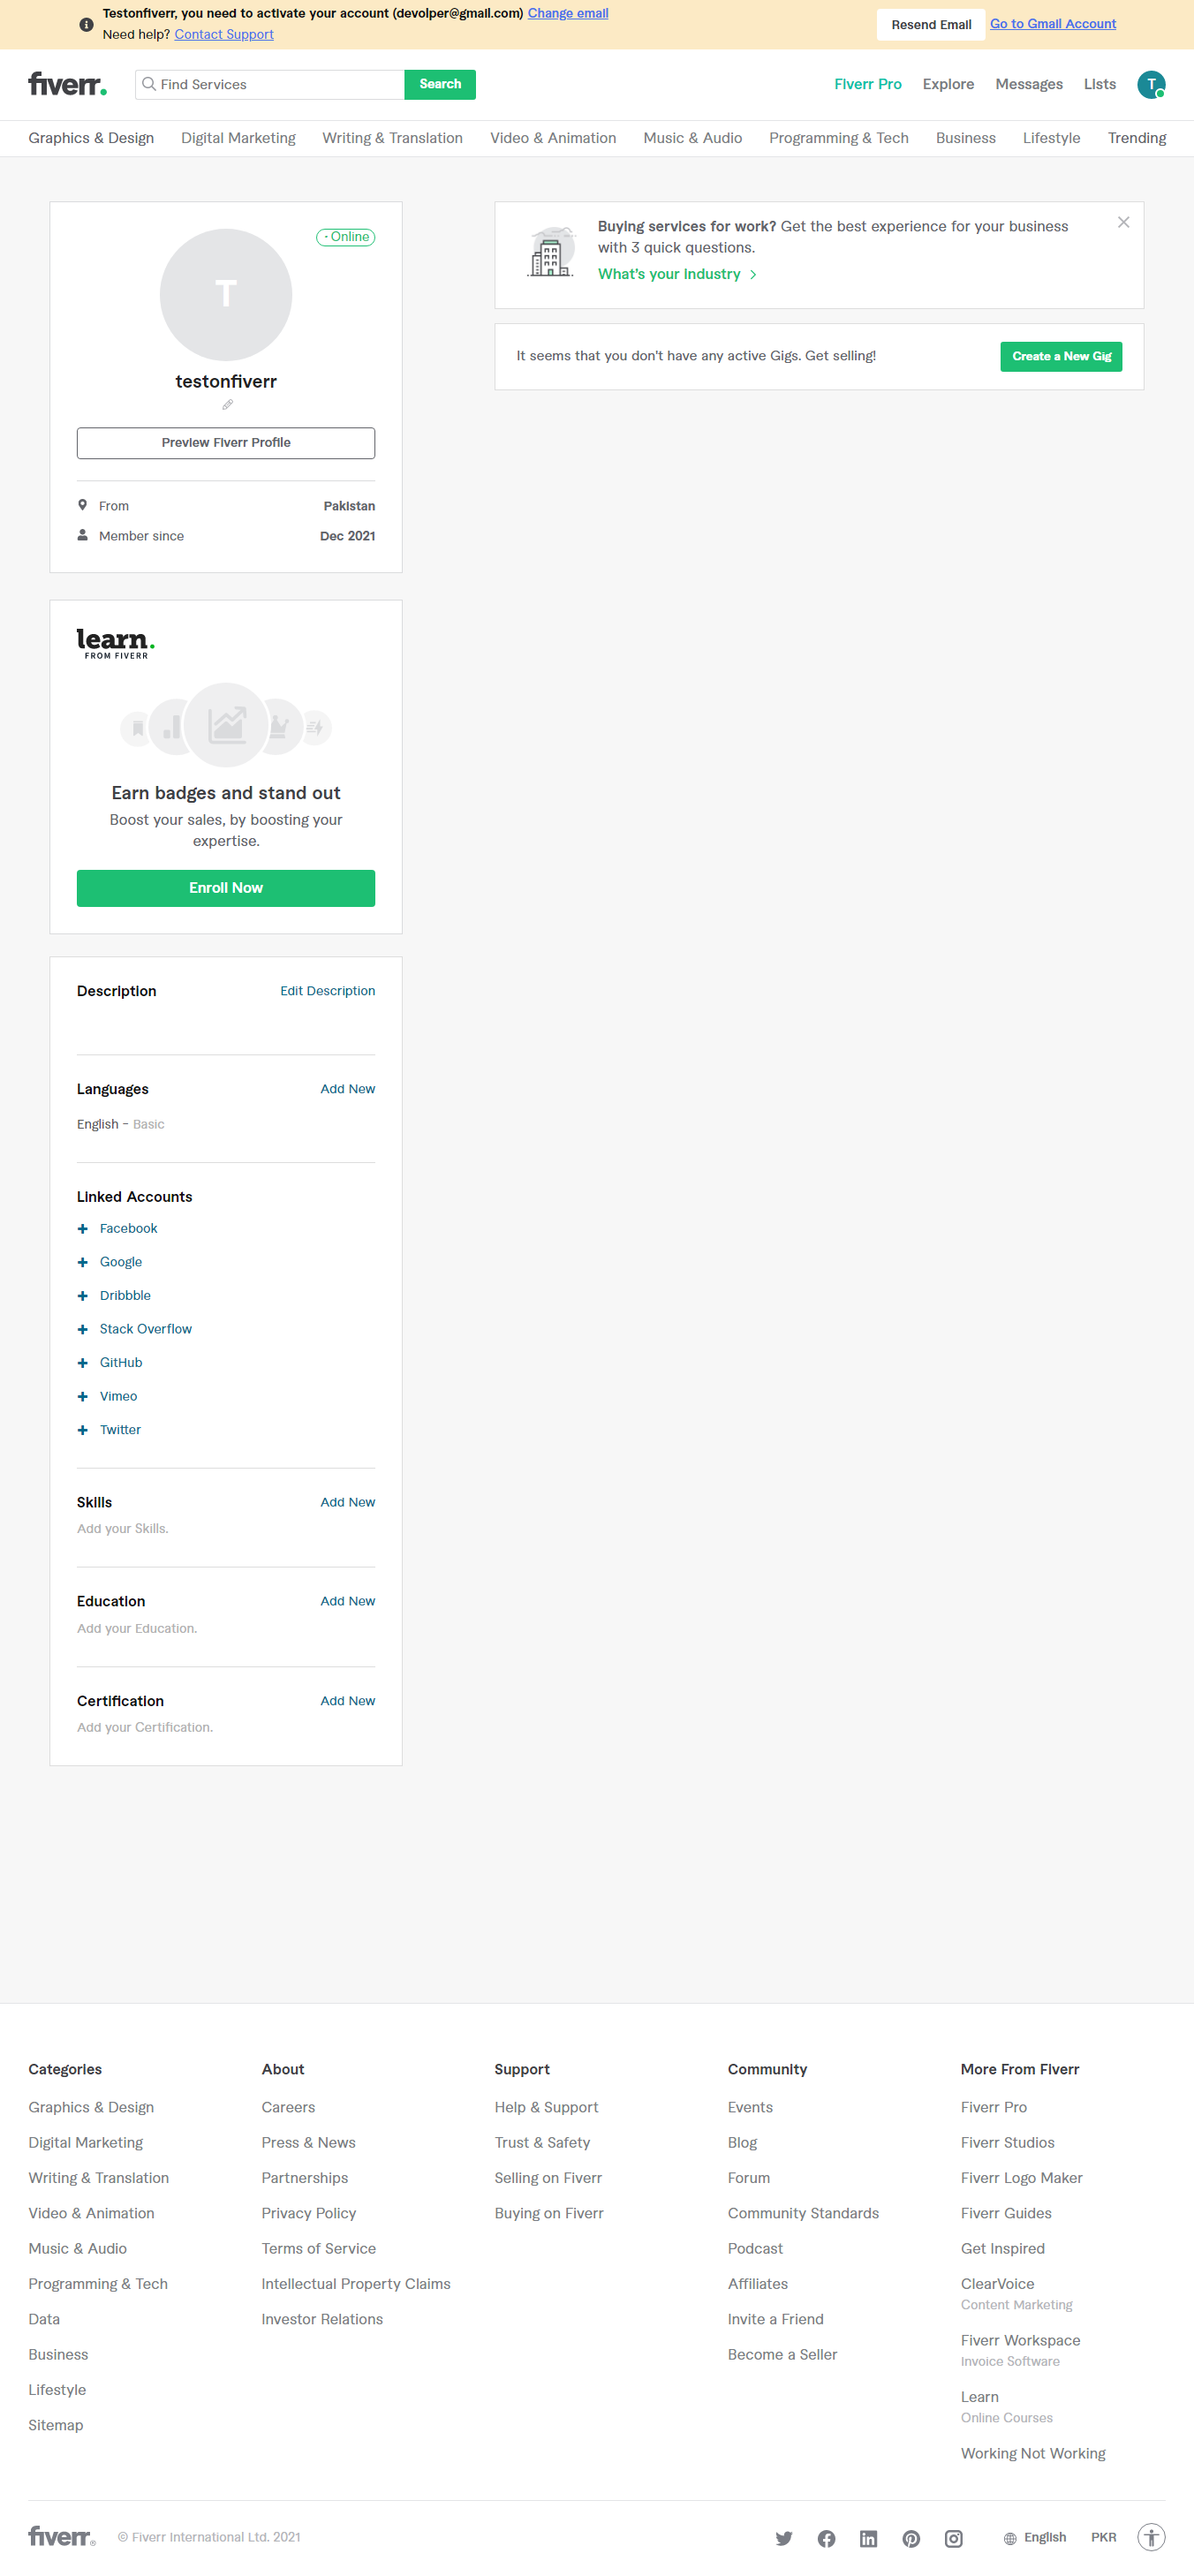 Testonfiverr, you need to activate your account (devolper@gmail.com) Change email
Need help? Contact Support
Resend Email
Go to Gmail Account
fiverr.
Find Services
Search
Fiverr Pro
Explore
Messages
Lists
T
Graphics & Design
Digital Marketing
Writing & Translation
Video & Animation
Music & Audio
Programming & Tech
Business
Lifestyle
Trending
• Online
T
testonfiverr
Preview Fiverr Profile
From
Pakistan
Member since
Dec 2021
Buying services for work? Get the best experience for your business
with 3 quick questions.
What's your Industry
It seems that you don't have any active Gigs. Get selling!
Create a New Gig
learn.
FROM FIVERR
Earn badges and stand out
Boost your sales, by boosting your
expertise.
Enroll Now
Description
Edit Description
Languages
Add New
English - Basic
Linked Accounts
Facebook
Google
Dribbble
Stack Overflow
GitHub
Vimeo
Twitter
Skills
Add New
Add your Skills.
Education
Add New
Add your Education.
Certification
Add New
Add your Certification.
Categories
Graphics & Design
Digital Marketing
Writing & Translation
Video & Animation
Music & Audio
Programming & Tech
Data
Business
Lifestyle
Sitemap
About
Careers
Press & News
Partnerships
Privacy Policy
Terms of Service
Intellectual Property Claims
Investor Relations
Support
Help & Support
Trust & Safety
Selling on Fiverr
Buying on Fiverr
Community
Events
Blog
Forum
Community Standards
Podcast
Affiliates
Invite a Friend
Become a Seller
More From Fiverr
Fiverr Pro
Fiverr Studios
Fiverr Logo Maker
Fiverr Guides
Get Inspired
ClearVoice
Content Marketing
Fiverr Workspace
Invoice Software
Learn
Online Courses
Working Not Working
fiverr®
© Fiverr International Ltd. 2021
English
PKR